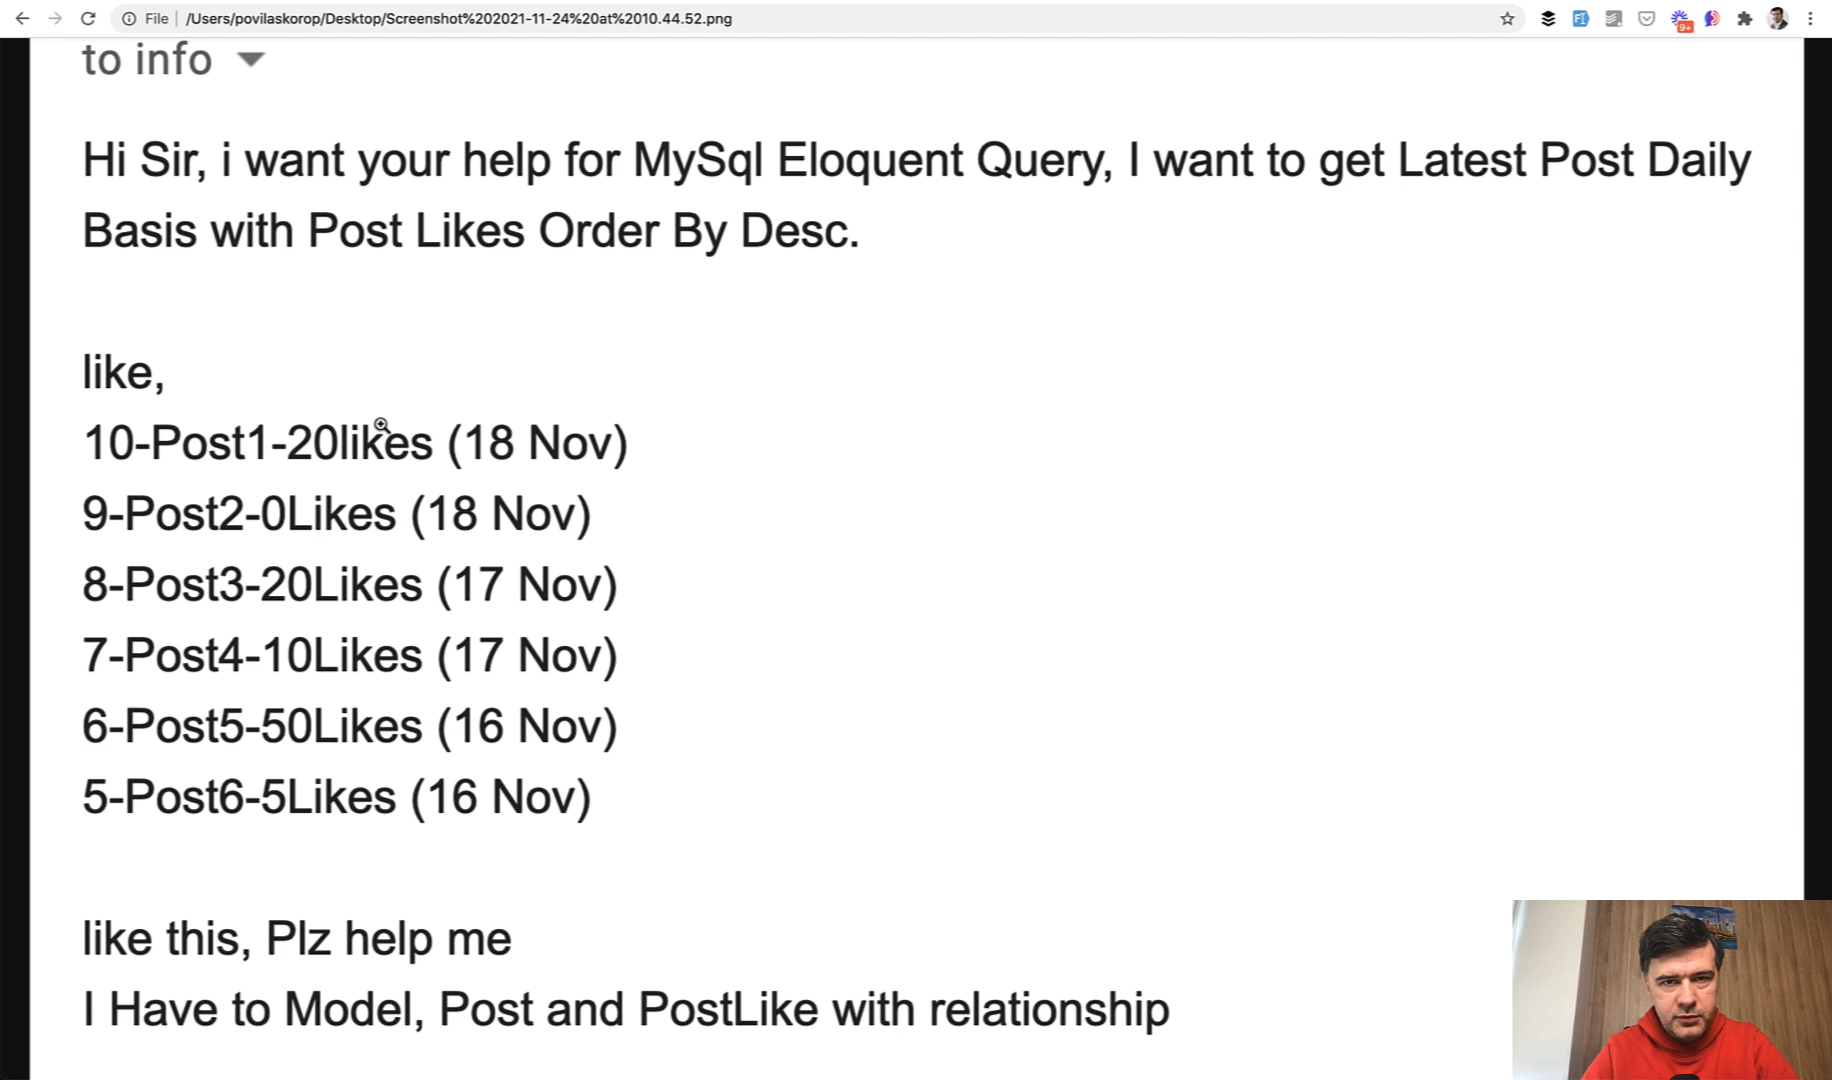 File
/Users/povilaskorop/Desktop/Screenshot%202021-11-24%20at%2010.44.52.png
9+
to info
Hi Sir, i want your help for MySql Eloquent Query, I want to get Latest Post Daily
Basis with Post Likes Order By Desc.
like,
10-Post1-20likes (18 Nov)
9-Post2-0Likes (18 Nov)
8-Post3-20Likes (17 Nov)
7-Post4-10Likes (17 Nov)
6-Post5-50Likes (16 Nov)
5-Post6-5Likes (16 Nov)
like this, Plz help me
I Have to Model, Post and PostLike with relationship